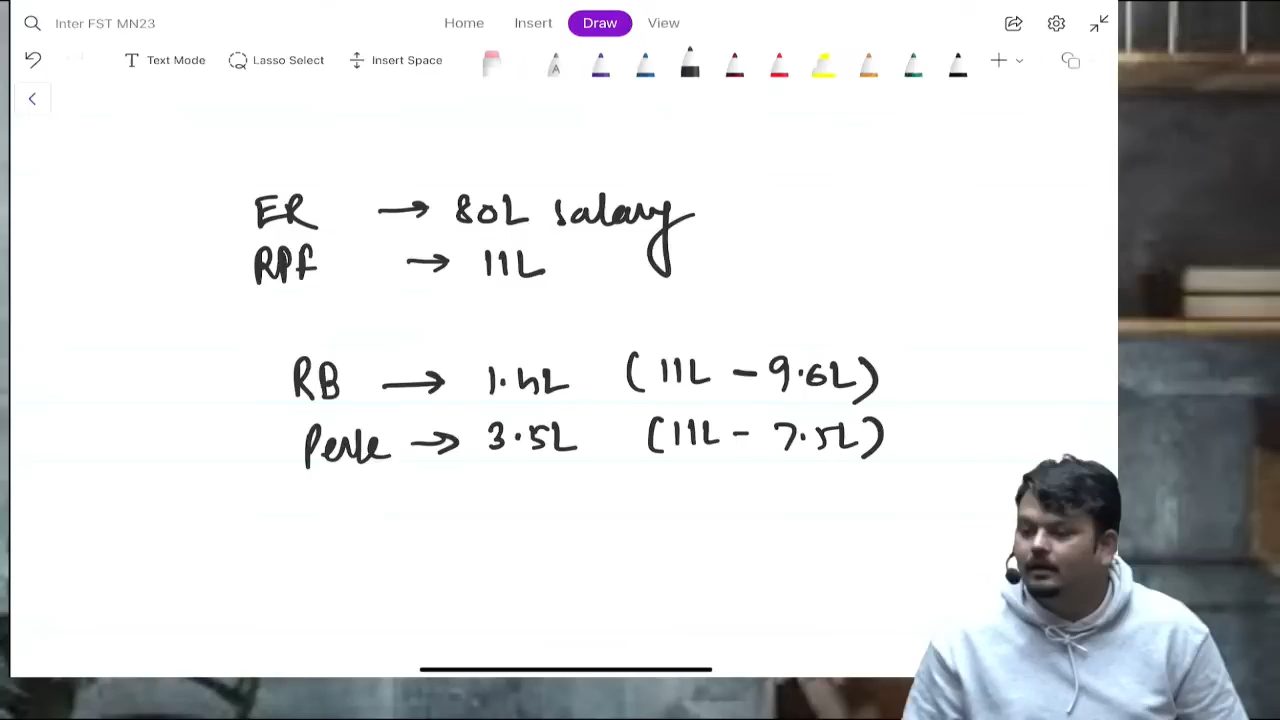 Inter FST MN23
Home Insert Draw View
Text Mode Lasso Select Insert Space
ER → 80L salary
RPF → 11L
RB → 1.4L (11L - 9.6L)
Perk → 3.5L (11L - 7.5L)